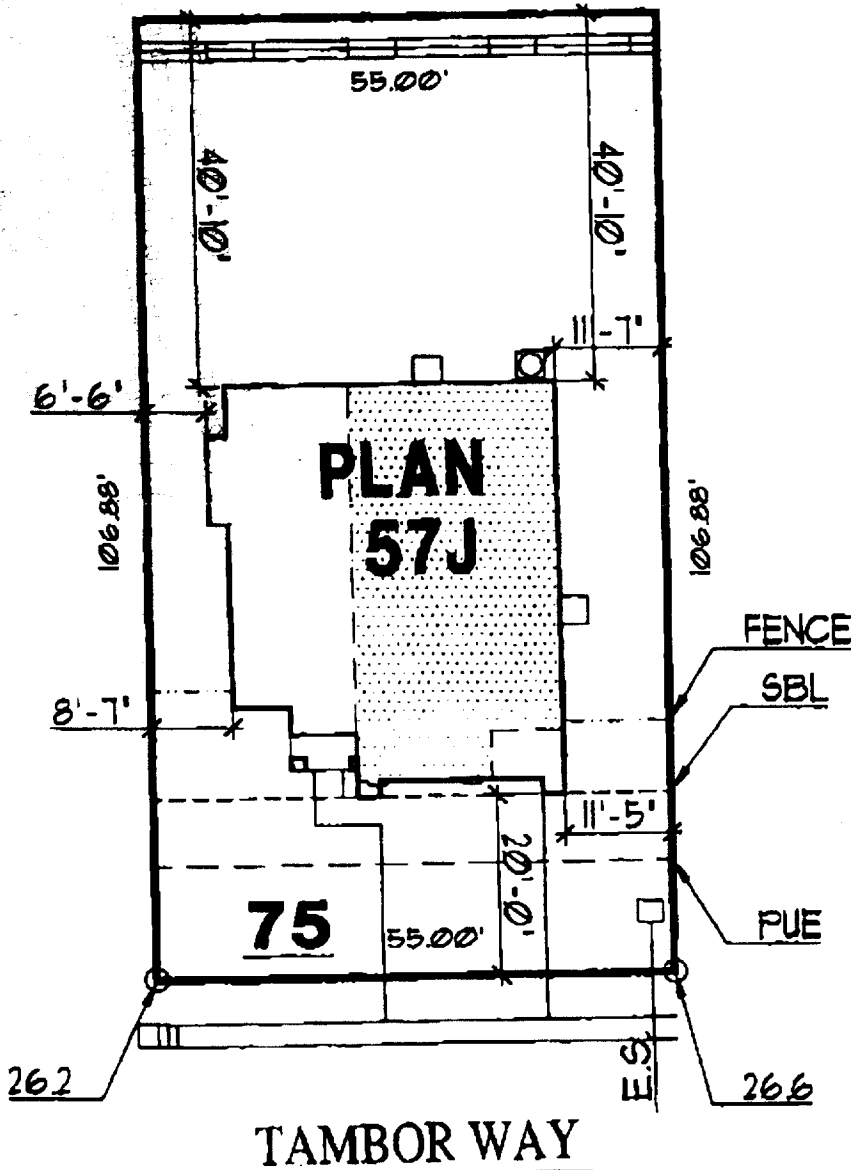 55.00'
40'-10'
40'-10'
11'-7'
6'-6'
PLAN
57J
106.88'
106.88'
FENCE
SBL
8'-7'
11'-5'
20'-0'
75
55.00'
PUE
26.2
E.S
26.6
TAMBOR WAY